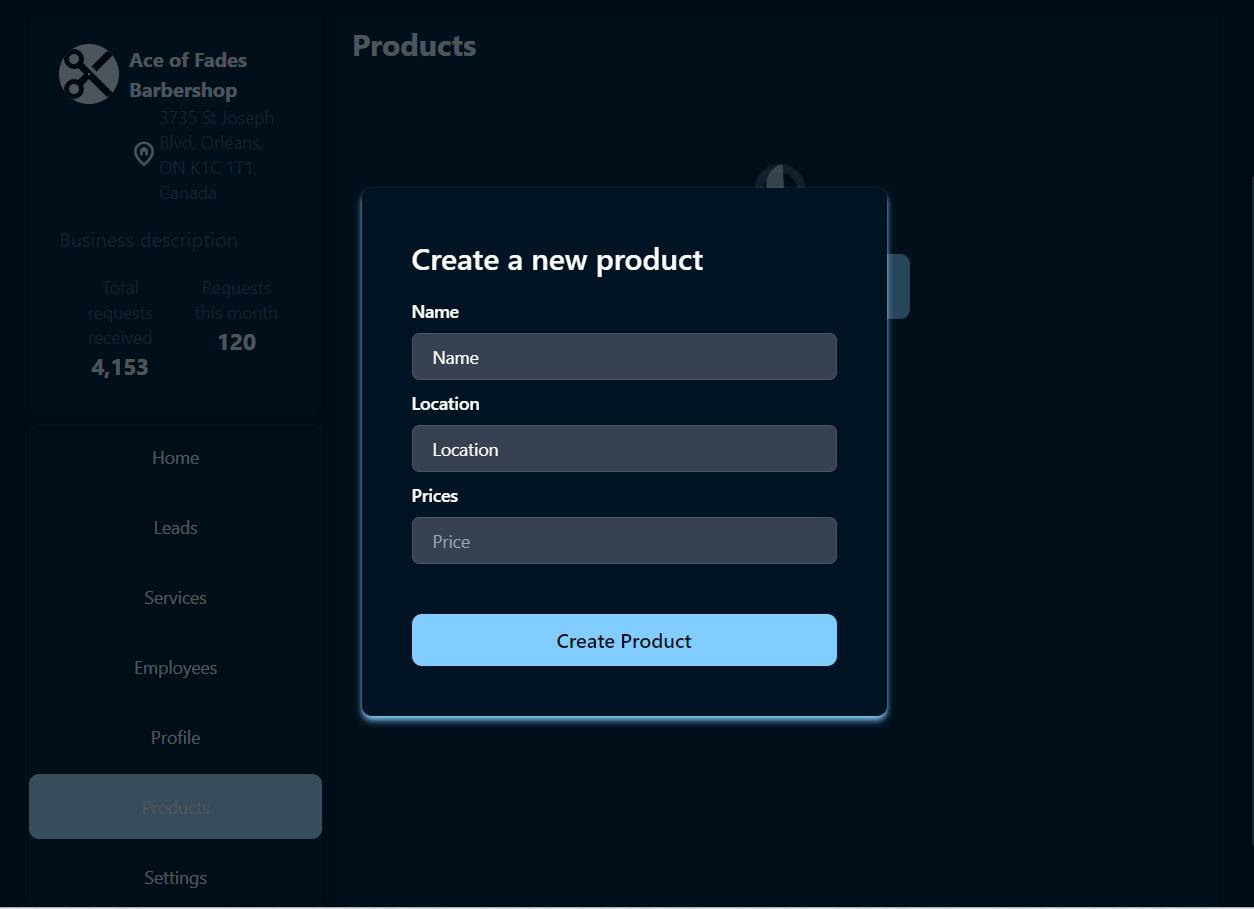 Ace of Fades
Barbershop
3735 St Joseph
Blvd, Orléans,
ON K1C 1T1,
Canada
Business description
Total
requests
received
4,153
Requests
this month
120
Home
Leads
Services
Employees
Profile
Products
Settings
Products
Create a new product
Name
Name
Location
Location
Prices
Price
Create Product